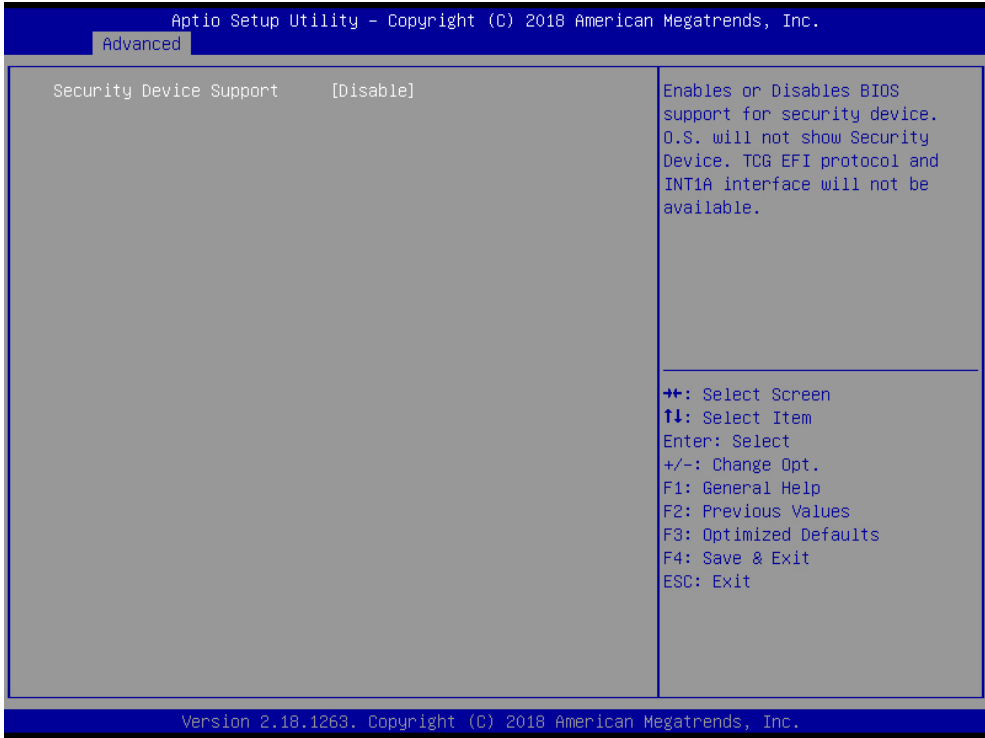 Aptio Setup Utility – Copyright (C) 2018 American Megatrends, Inc.
Advanced
Security Device Support [Disable]
Enables or Disables BIOS
support for security device.
O.S. will not show Security
Device. TCG EFI protocol and
INT1A interface will not be
available.
→←: Select Screen
↑↓: Select Item
Enter: Select
+/-: Change Opt.
F1: General Help
F2: Previous Values
F3: Optimized Defaults
F4: Save & Exit
ESC: Exit
Version 2.18.1263. Copyright (C) 2018 American Megatrends, Inc.